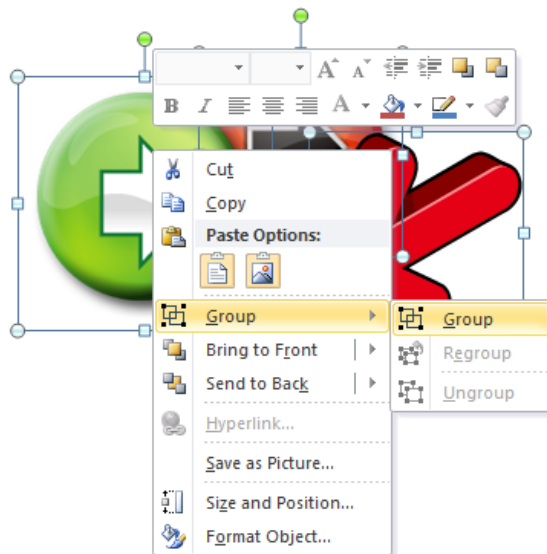 A A
B I A
Cut
Copy
Paste Options:
Group
Group
Bring to Front
Regroup
Send to Back
Ungroup
Hyperlink...
Save as Picture...
Size and Position...
Format Object...